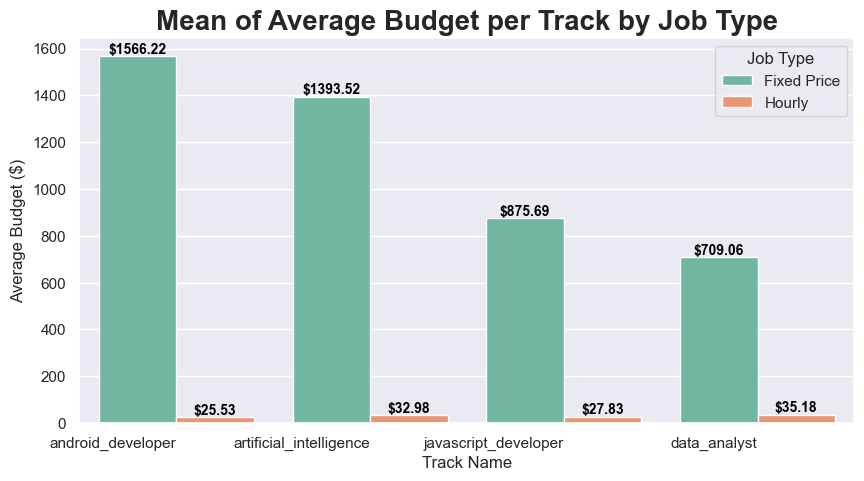 Mean of Average Budget per Track by Job Type
Average Budget ($)
1600
1400
1200
1000
800
600
400
200
0
$1566.22
$25.53
$1393.52
$32.98
$875.69
$27.83
$709.06
$35.18
Job Type
Fixed Price
Hourly
android_developer
artificial_intelligence
javascript_developer
data_analyst
Track Name